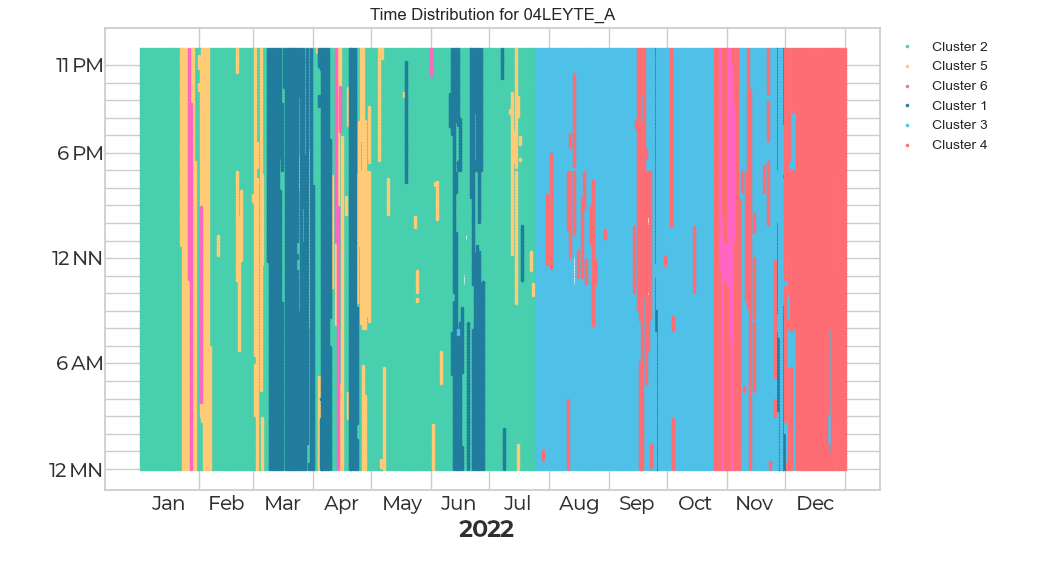 Time Distribution for 04LEYTE_A
11 PM
6 PM
12 NN
6 AM
12 MN
Jan Feb Mar Apr May Jun Jul Aug Sep Oct Nov Dec
2022
Cluster 2
Cluster 5
Cluster 6
Cluster 1
Cluster 3
Cluster 4